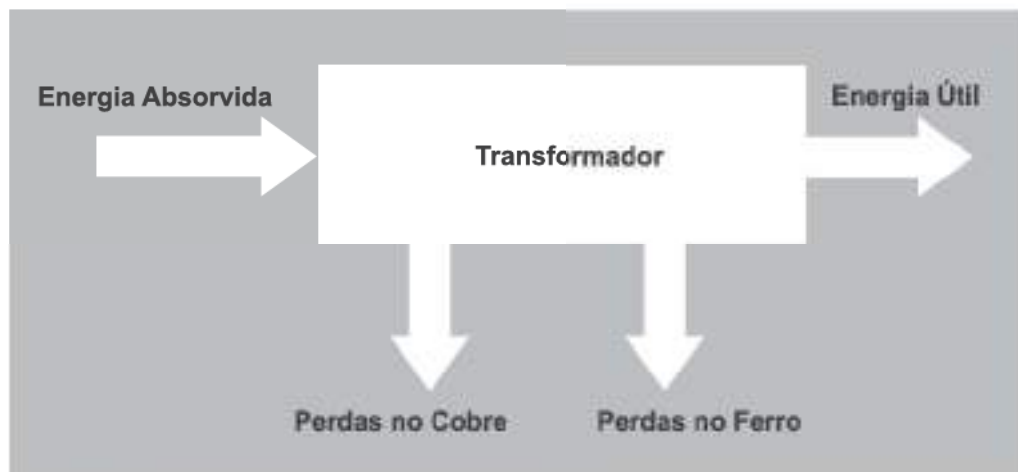 Energia Absorvida
Energia Útil
Transformador
Perdas no Cobre
Perdas no Ferro